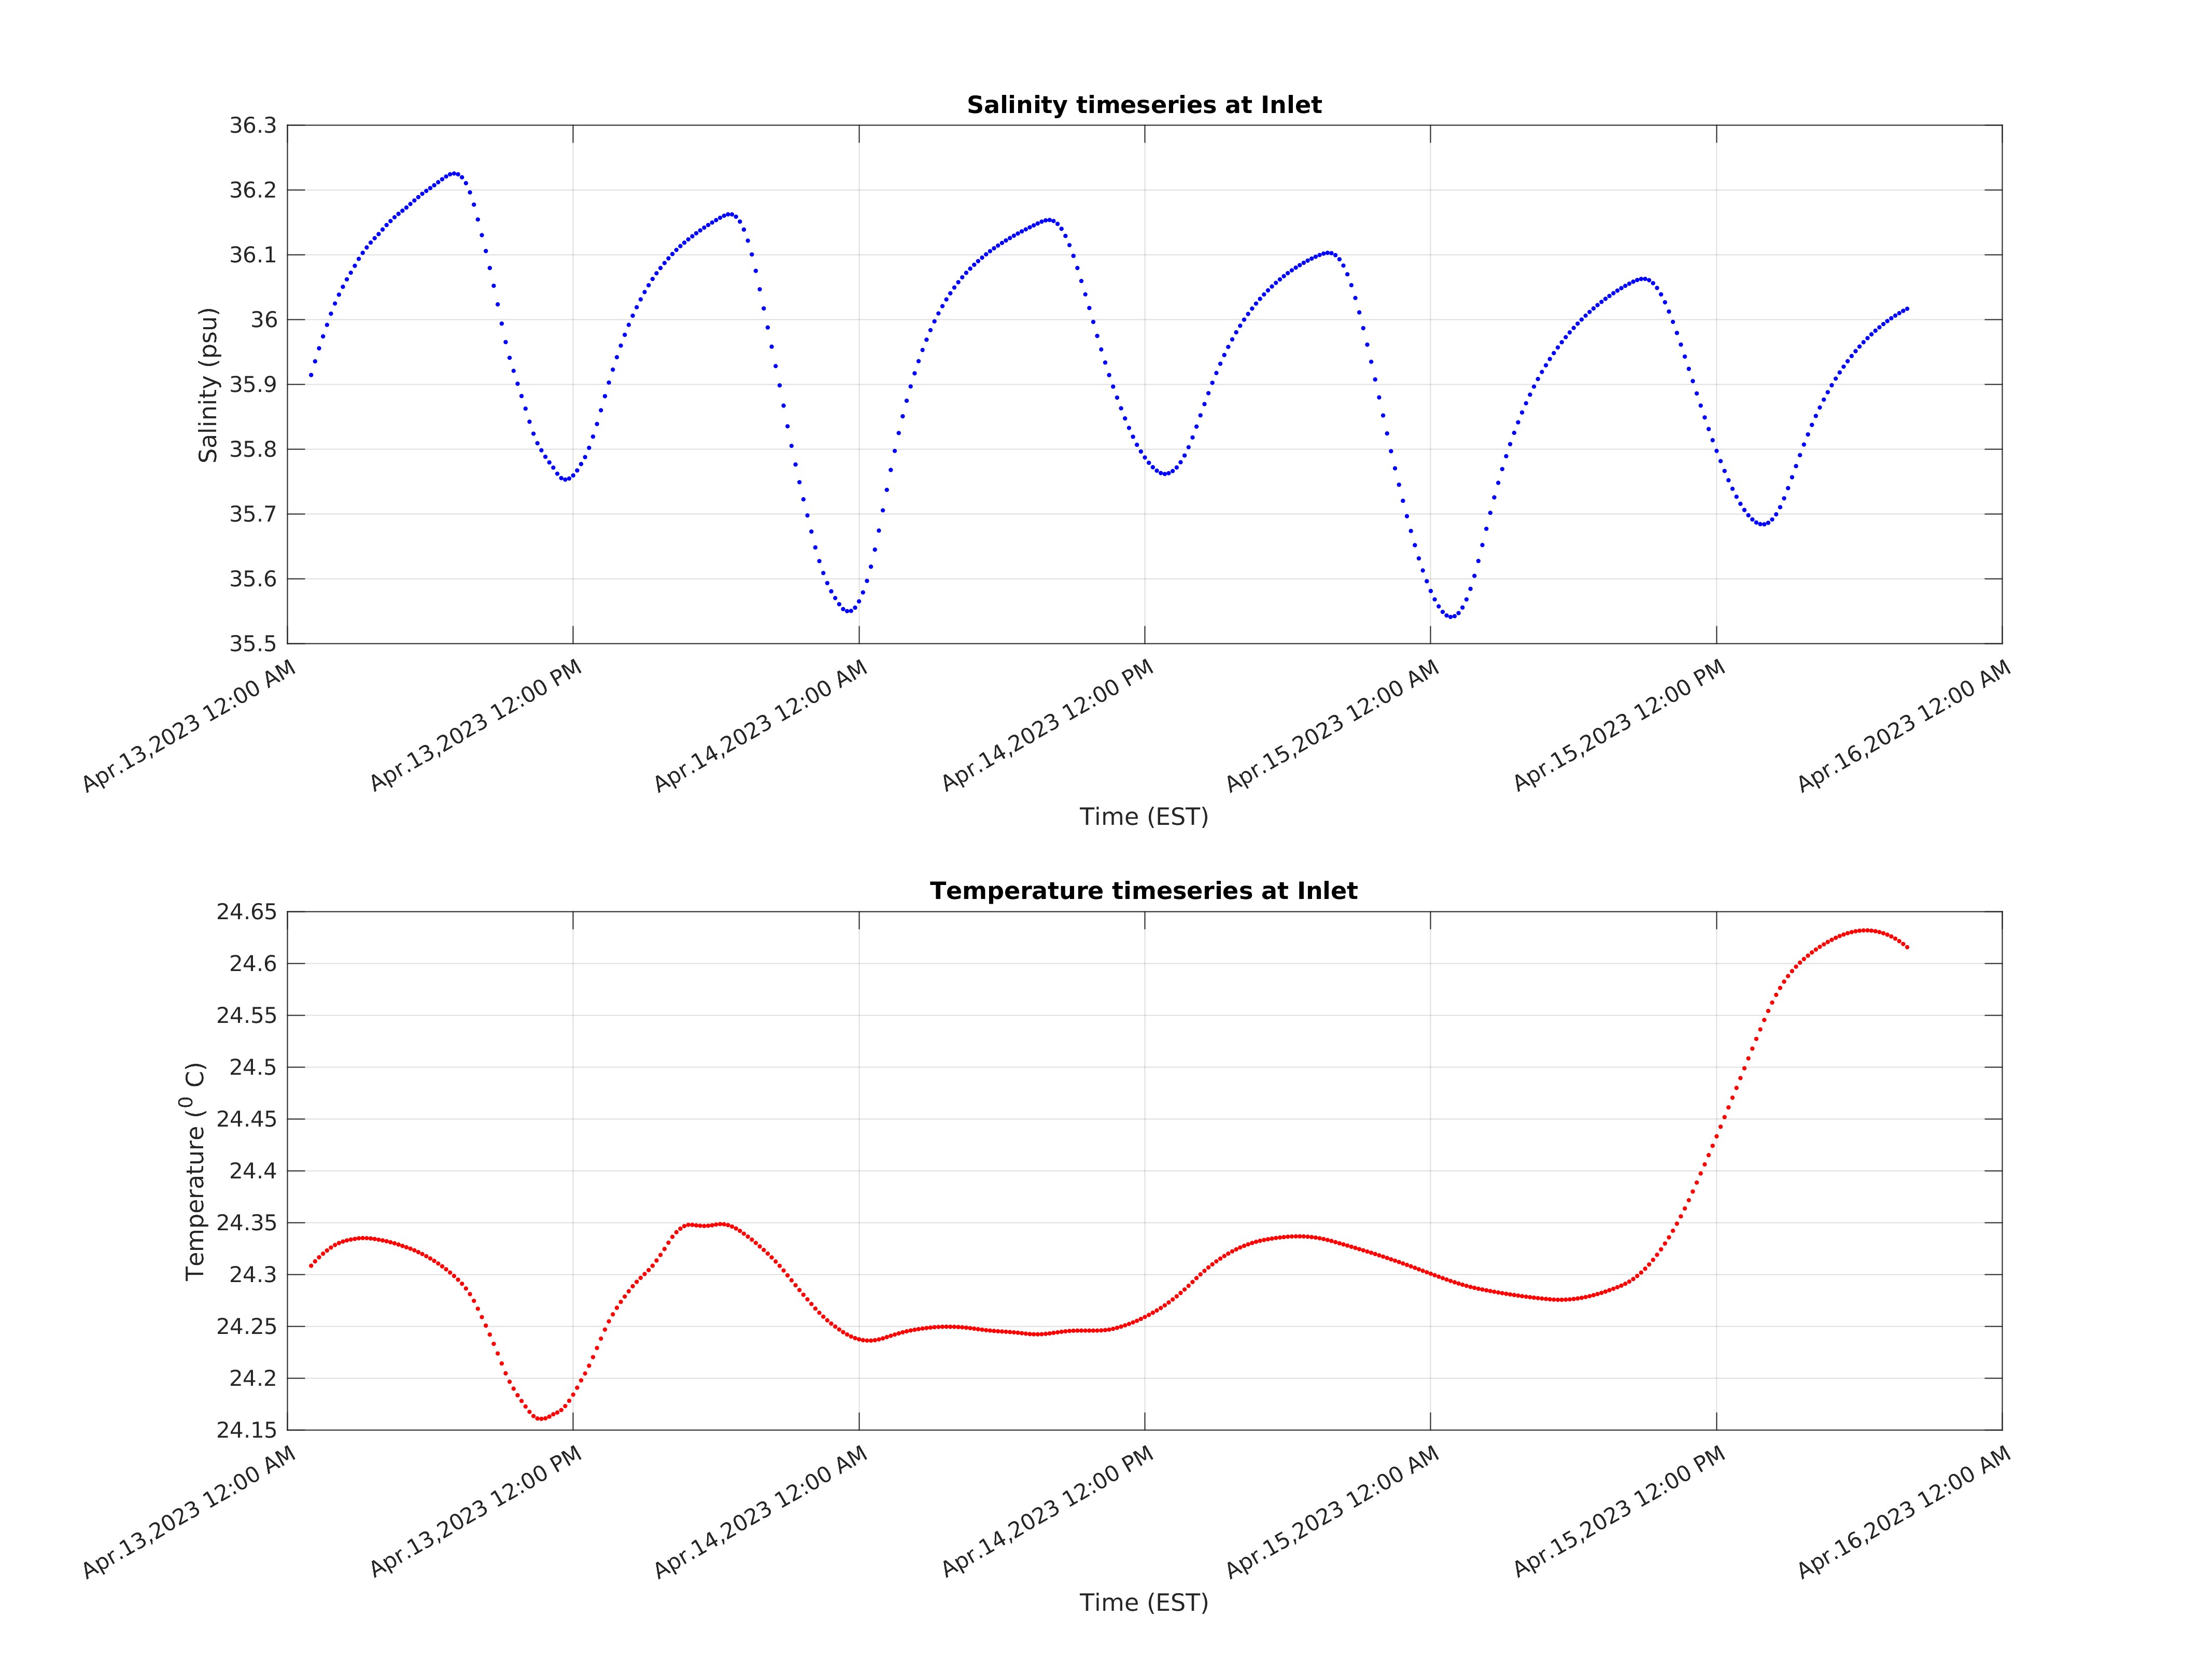 Salinity timeseries at Inlet
36.3
36.2
36.1
36
35.9
35.8
35.7
35.6
35.5
Salinity (psu)
Apr.13,2023 12:00 AM
Apr.13,2023 12:00 PM
Apr.14,2023 12:00 AM
Apr.14,2023 12:00 PM
Apr.15,2023 12:00 AM
Apr.15,2023 12:00 PM
Apr.16,2023 12:00 AM
Time (EST)
Temperature timeseries at Inlet
24.65
24.6
24.55
24.5
24.45
24.4
24.35
24.3
24.25
24.2
24.15
Temperature (⁰ C)
Apr.13,2023 12:00 AM
Apr.13,2023 12:00 PM
Apr.14,2023 12:00 AM
Apr.14,2023 12:00 PM
Apr.15,2023 12:00 AM
Apr.15,2023 12:00 PM
Apr.16,2023 12:00 AM
Time (EST)